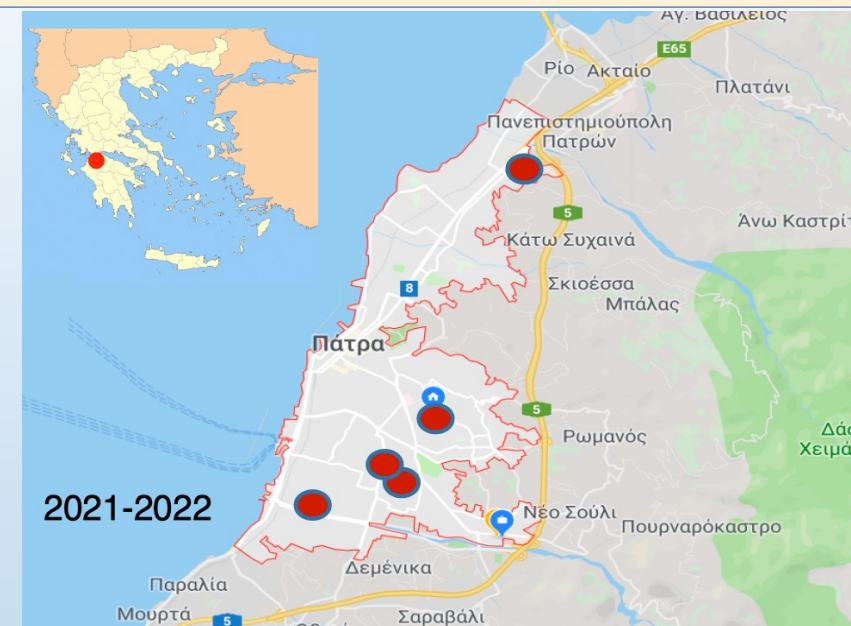 Αγ. Βασίλειος
E65
Ρίο Ακταίο
Πλατάνι
Πανεπιστημιούπολη
Πατρών
5
Άνω Καστρίτ
Κάτω Συχαινά
Σκιοέσσα
8
Μπάλας
Πάτρα
5
Ρωμανός
Δάσ
Χειμά
2021-2022
Νέο Σούλι
Πουρναρόκαστρο
Δεμένικα
Παραλία
Μουρτά
5
Σαραβάλι